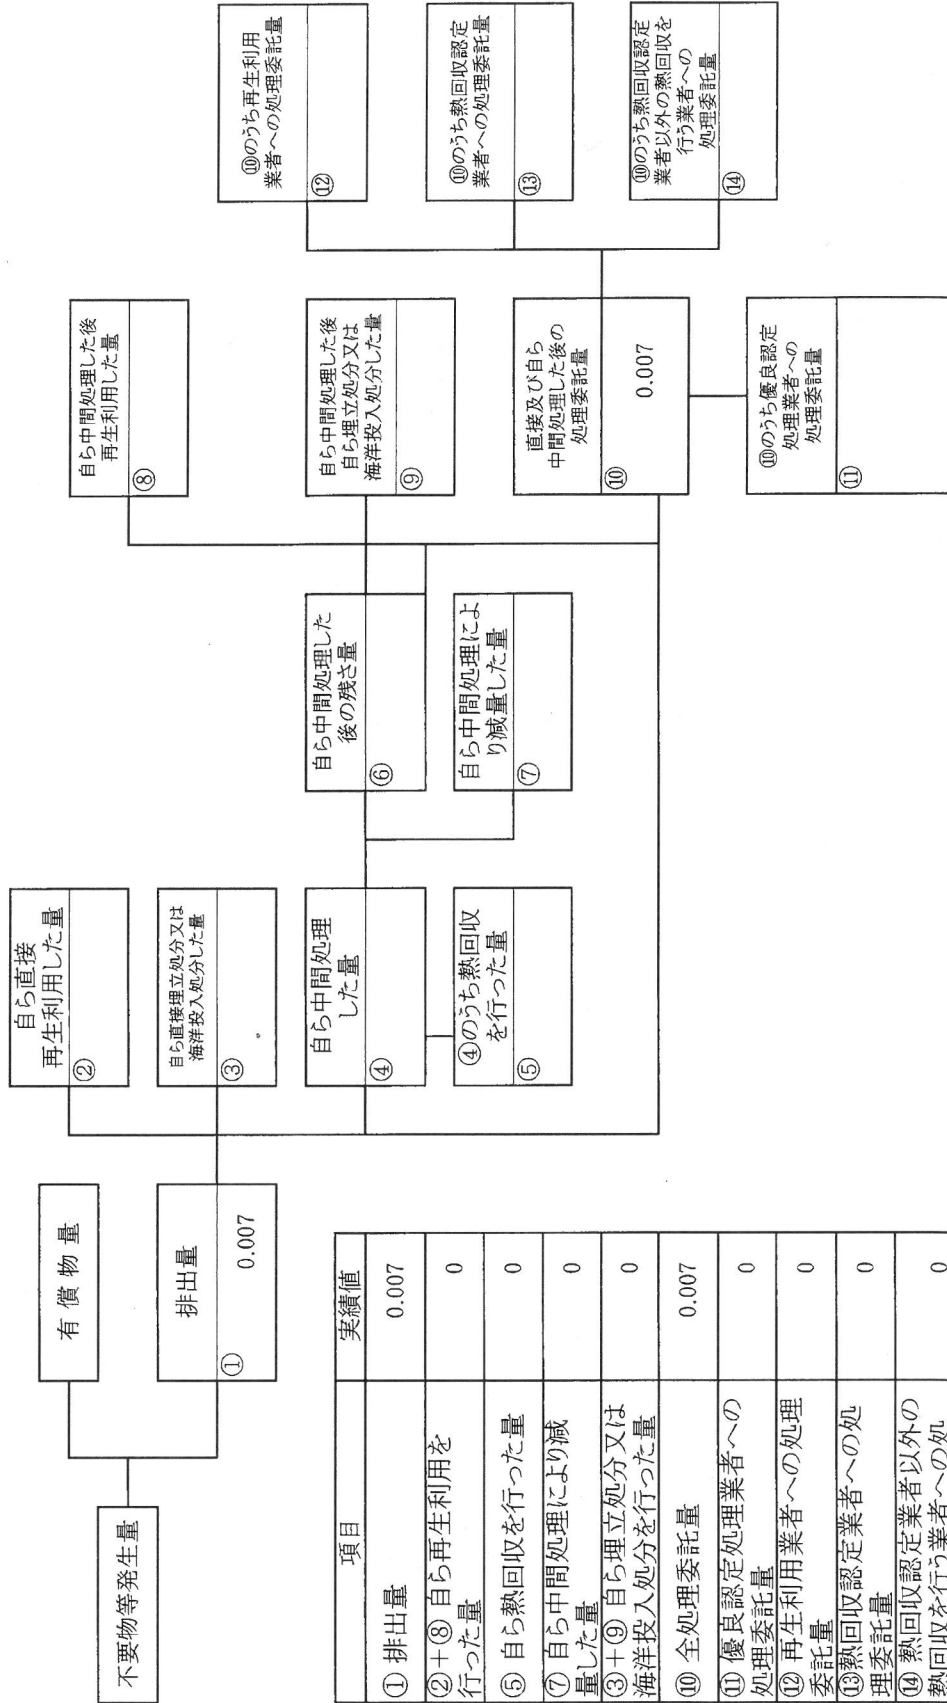 不要物等発生量
有償物量
排出量
①
0.007
自ら直接
再生利用した量
②
自ら直接埋立処分又は
海洋投入処分した量
③
自ら中間処理
した量
④
④のうち熱回収
を行った量
⑤
自ら中間処理した
後の残さ量
⑥
自ら中間処理によ
り減量した量
⑦
自ら中間処理した後
再生利用した量
⑧
自ら中間処理した後
自ら埋立処分又は
海洋投入処分した量
⑨
直接及び自ら
中間処理した後の
処理委託量
⑩
0.007
⑩のうち優良認定
処理業者への
処理委託量
⑪
⑩のうち再生利用
業者への処理委託量
⑫
⑩のうち熱回収認定
業者への処理委託量
⑬
⑩のうち熱回収認定
業者以外の熱回収を
行う業者への
処理委託量
⑭
項目 実績値
①排出量 0.007
②+⑧ 自ら再生利用を
行った量 0
⑤ 自ら熱回収を行った量 0
⑦ 自ら中間処理により減
量した量 0
③+⑨ 自ら埋立処分又は
海洋投入処分を行った量 0
⑩ 全処理委託量 0.007
⑪ 優良認定処理業者への
処理委託量 0
⑫ 再生利用業者への処理
委託量 0
⑬熱回収認定業者への処
理委託量 0
⑭ 熱回収認定業者以外の
熱回収を行う業者への処 0